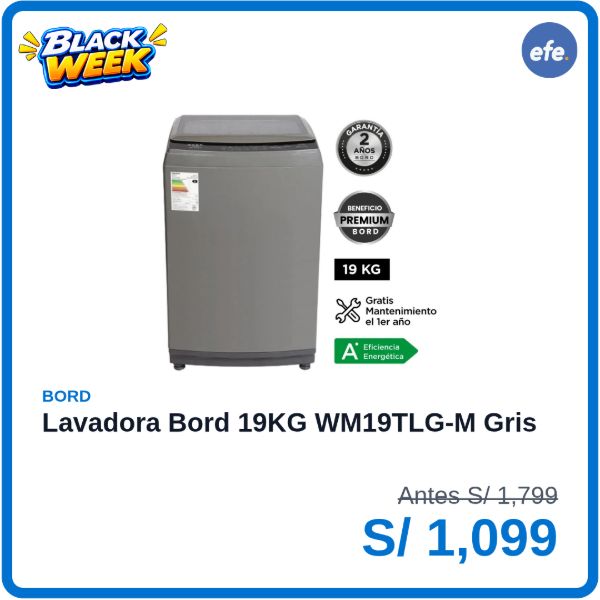 BLACK
WEEK
efe.
GARANTÍA
2
AÑOS
BORD
BENEFICIO
PREMIUM
BORD
19 KG
Gratis
Mantenimiento
el 1er año
A+ Eficiencia
Energética
BORD
Lavadora Bord 19KG WM19TLG-M Gris
Antes S/ 1,799
S/ 1,099